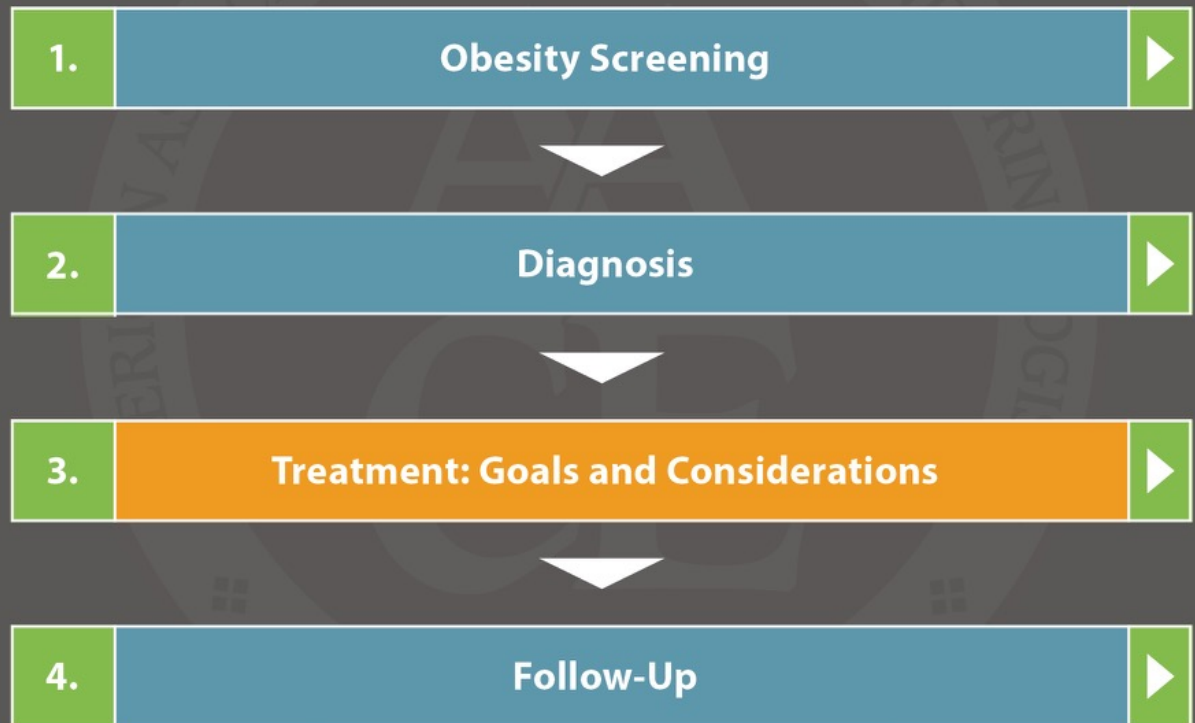 1. Obesity Screening
2. Diagnosis
3. Treatment: Goals and Considerations
4. Follow-Up